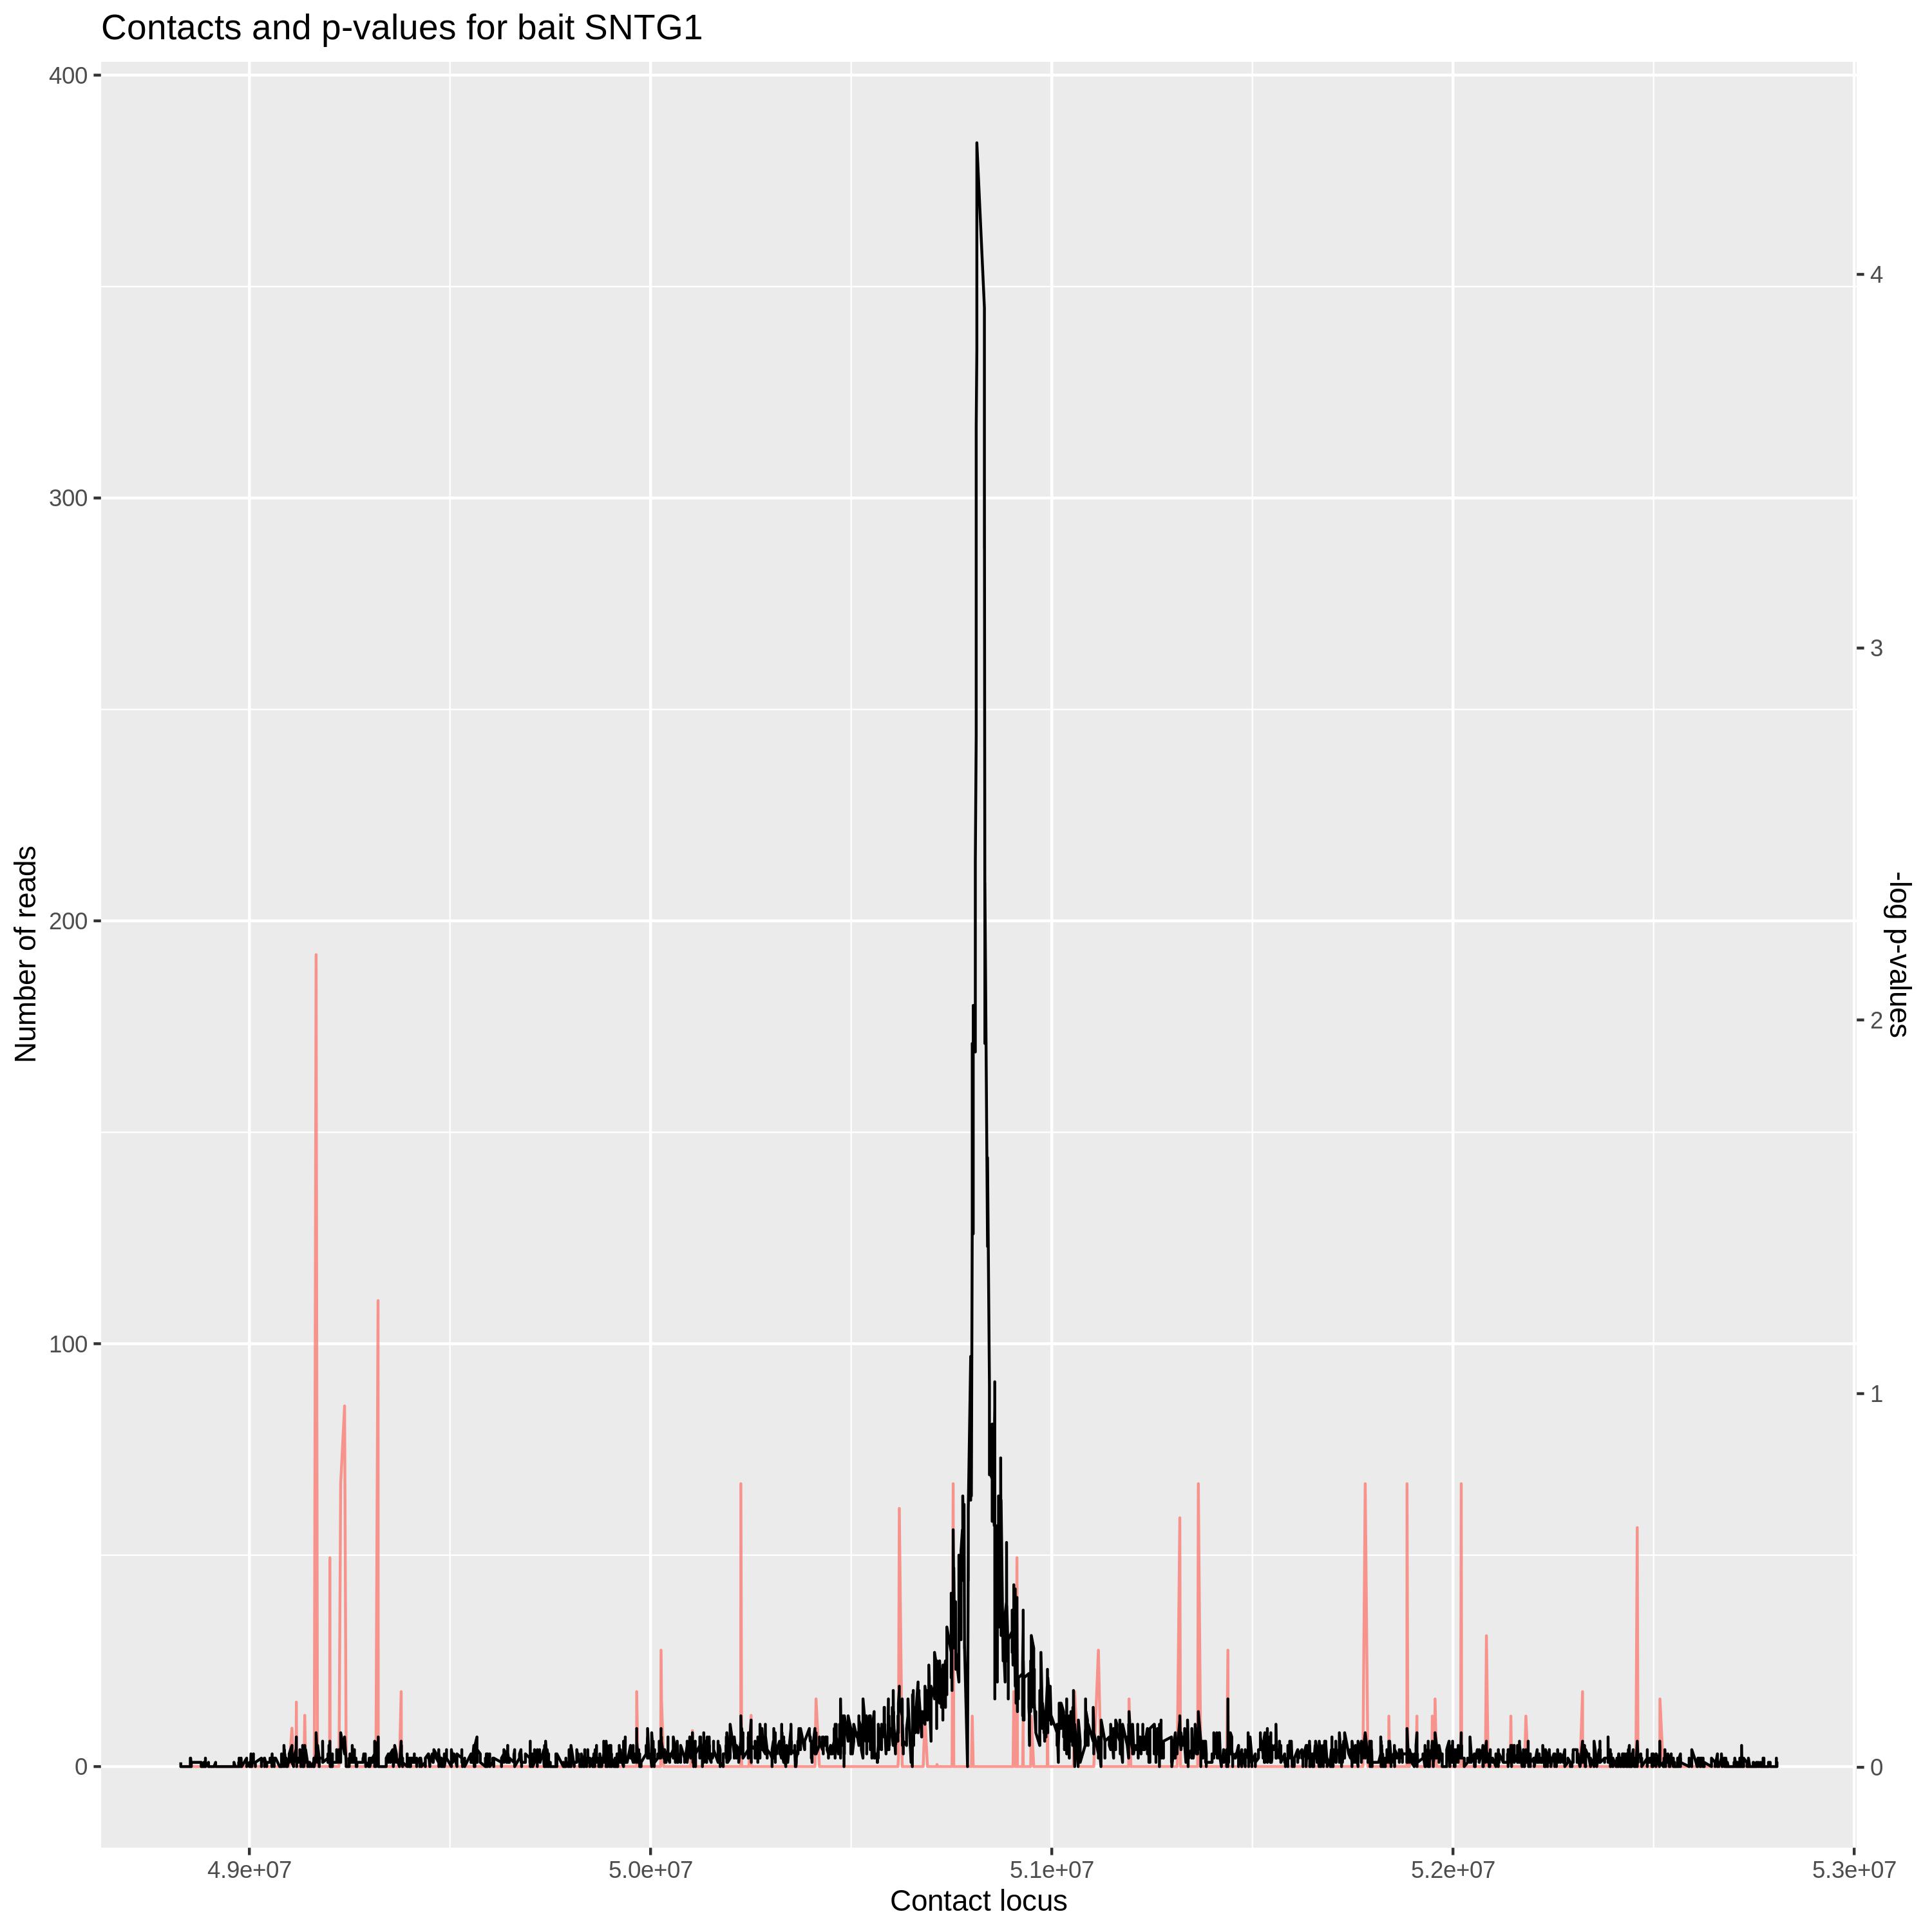 Contacts and p-values for bait SNTG1
400
300
200
100
0
Number of reads
4
3
2
1
0
-log p-values
4.9e+07
5.0e+07
5.1e+07
5.2e+07
5.3e+07
Contact locus